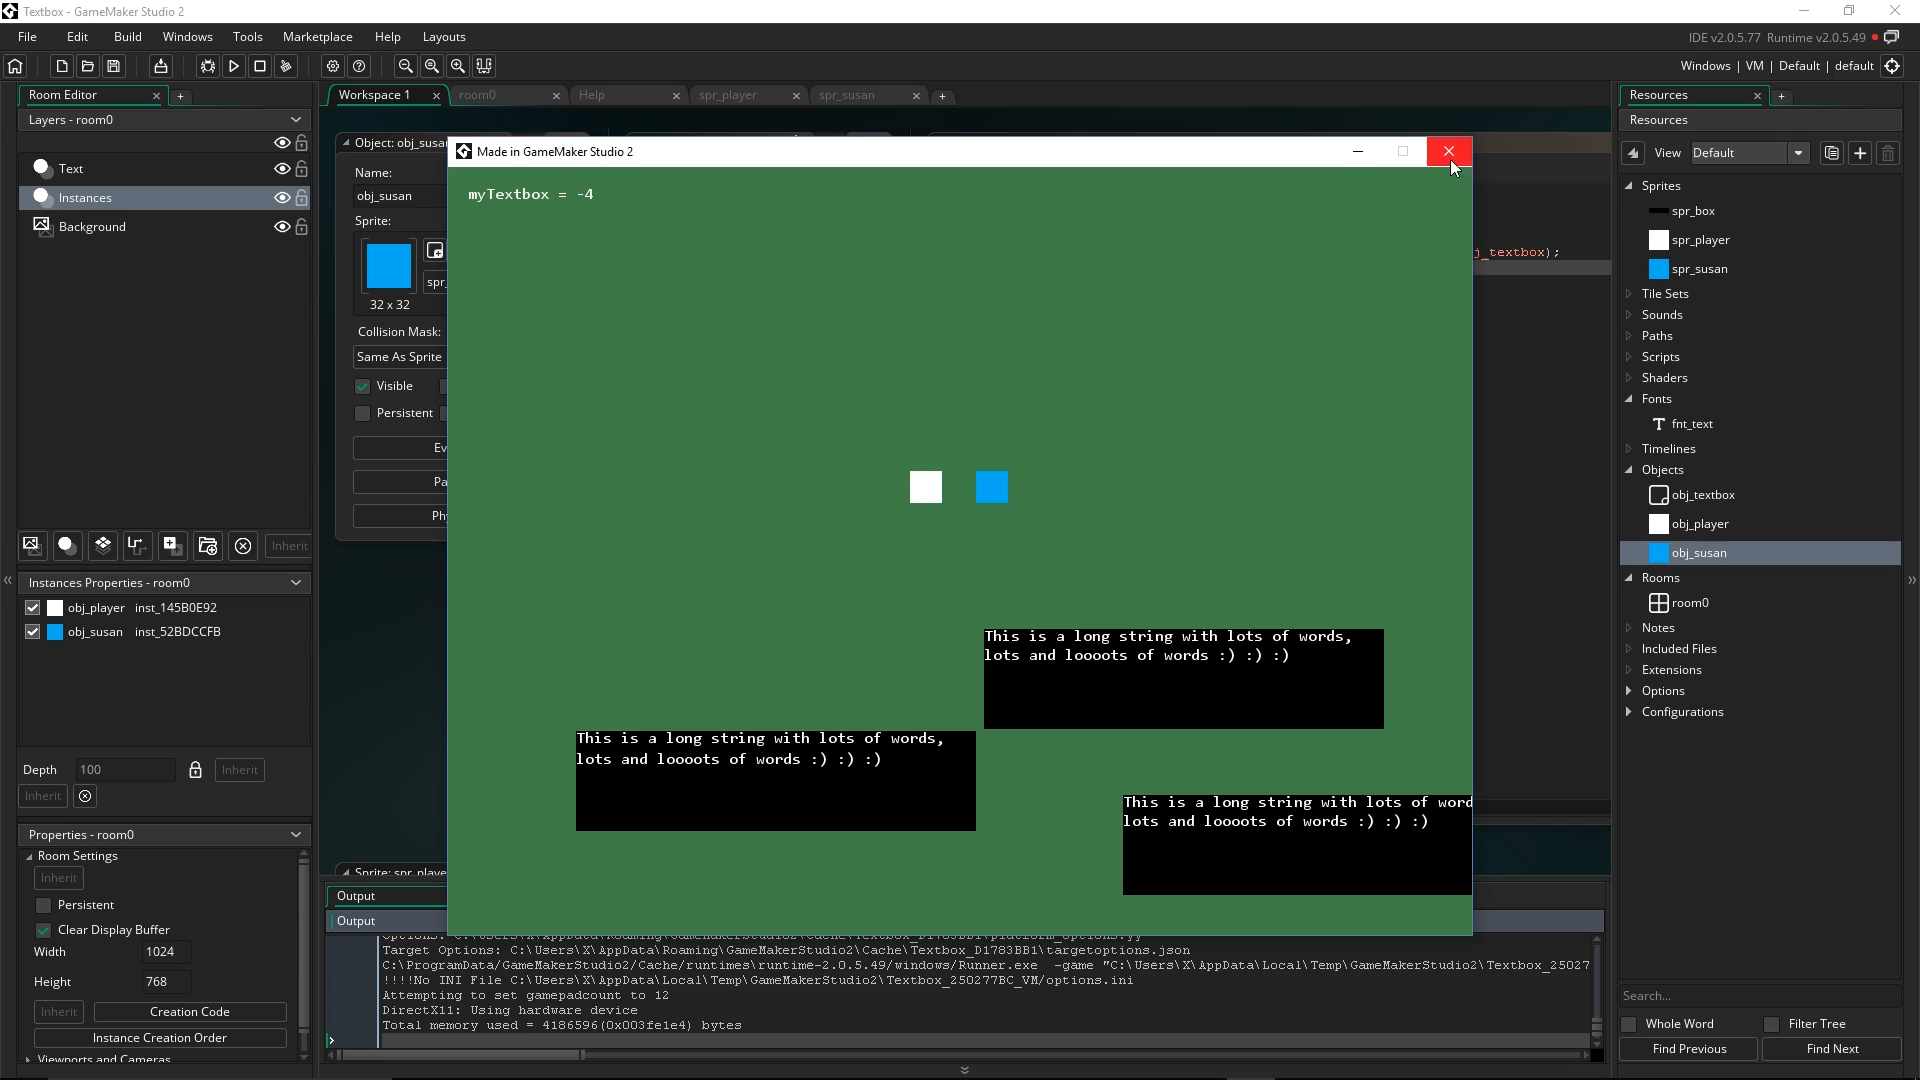 Textbox - GameMaker Studio 2
File Edit Build Windows Tools Marketplace Help Layouts
IDE v2.0.5.77 Runtime v2.0.5.49
Windows | VM | Default | default
Room Editor
Layers - room0
Text
Instances
Background
Inherit
Instances Properties - room0
obj_player inst_145B0E92
obj_susan inst_52BDCCFB
Depth 100 Inherit
Inherit
Properties - room0
Room Settings
Inherit
Persistent
Clear Display Buffer
Width 1024
Height 768
Inherit Creation Code
Instance Creation Order
Viewports and Cameras
Workspace 1 room0 Help spr_player spr_susan
Object: obj_susan
Name:
obj_susan
Sprite:
spr_
32 x 32
Collision Mask:
Same As Sprite
Visible
Persistent
Ev
Pa
Phy
Sprite: spr_playe
Made in GameMaker Studio 2
myTextbox = -4
j_textbox);
This is a long string with lots of words,
lots and loooots of words :) :) :)
This is a long string with lots of words,
lots and loooots of words :) :) :)
This is a long string with lots of word
lots and loooots of words :) :) :)
Output
Output
Target Options: C:\Users\X\AppData\Roaming\GameMakerStudio2\Cache\Textbox_D1783BB1\targetoptions.json
C:\ProgramData/GameMakerStudio2/Cache/runtimes\runtime-2.0.5.49/windows/Runner.exe -game "C:\Users\X\AppData\Local\Temp\GameMakerStudio2\Textbox_25027
!!!!No INI File C:\Users\X\AppData\Local\Temp\GameMakerStudio2\Textbox_250277BC_VM/options.ini
Attempting to set gamepadcount to 12
DirectX11: Using hardware device
Total memory used = 4186596(0x003fe1e4) bytes
Resources
Resources
View Default
Sprites
spr_box
spr_player
spr_susan
Tile Sets
Sounds
Paths
Scripts
Shaders
Fonts
fnt_text
Timelines
Objects
obj_textbox
obj_player
obj_susan
Rooms
room0
Notes
Included Files
Extensions
Options
Configurations
Search...
Whole Word Filter Tree
Find Previous Find Next